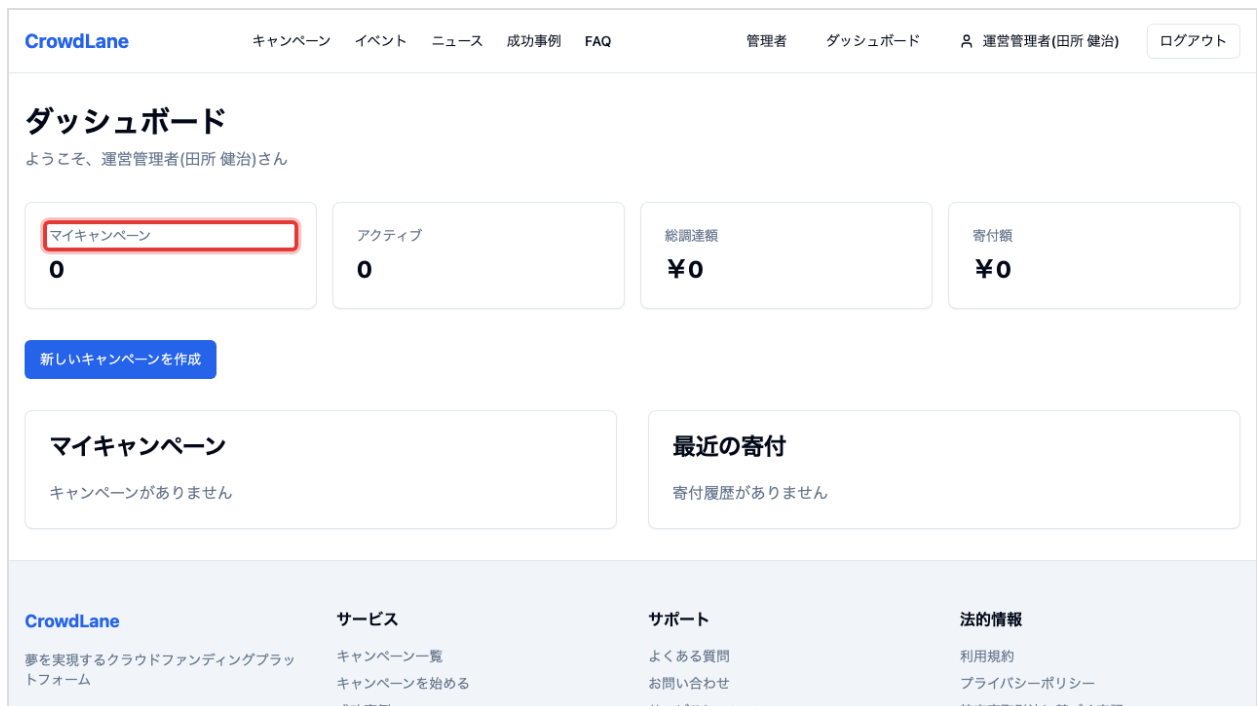 CrowdLane
キャンペーン イベント ニュース 成功事例 FAQ 管理者 ダッシュボード 運営管理者(田所 健治) ログアウト
ダッシュボード
ようこそ、運営管理者(田所 健治)さん
マイキャンペーン
0
アクティブ
0
総調達額
¥0
寄付額
¥0
新しいキャンペーンを作成
マイキャンペーン
キャンペーンがありません
最近の寄付
寄付履歴がありません
CrowdLane
夢を実現するクラウドファンディングプラッ
トフォーム
サービス
キャンペーン一覧
キャンペーンを始める
サポート
よくある質問
お問い合わせ
法的情報
利用規約
プライバシーポリシー